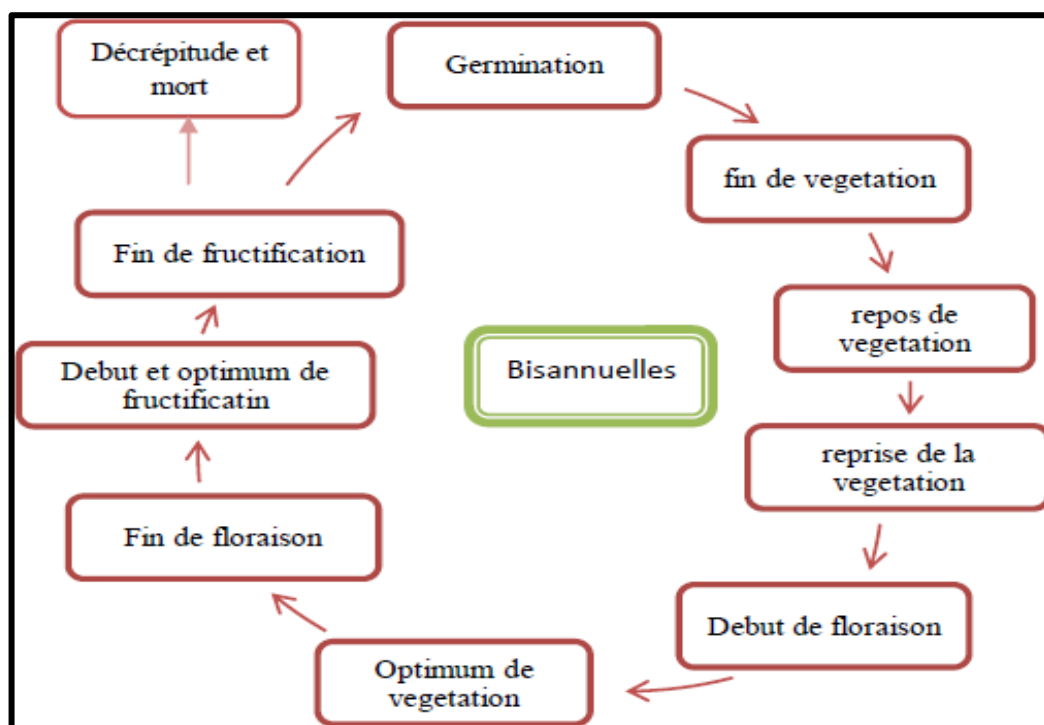 Décrépitude et
mort
Germination
fin de vegetation
Fin de fructification
repos de
vegetation
Bisannuelles
Debut et optimum de
fructificatin
reprise de la
vegetation
Fin de floraison
Debut de floraison
Optimum de
vegetation